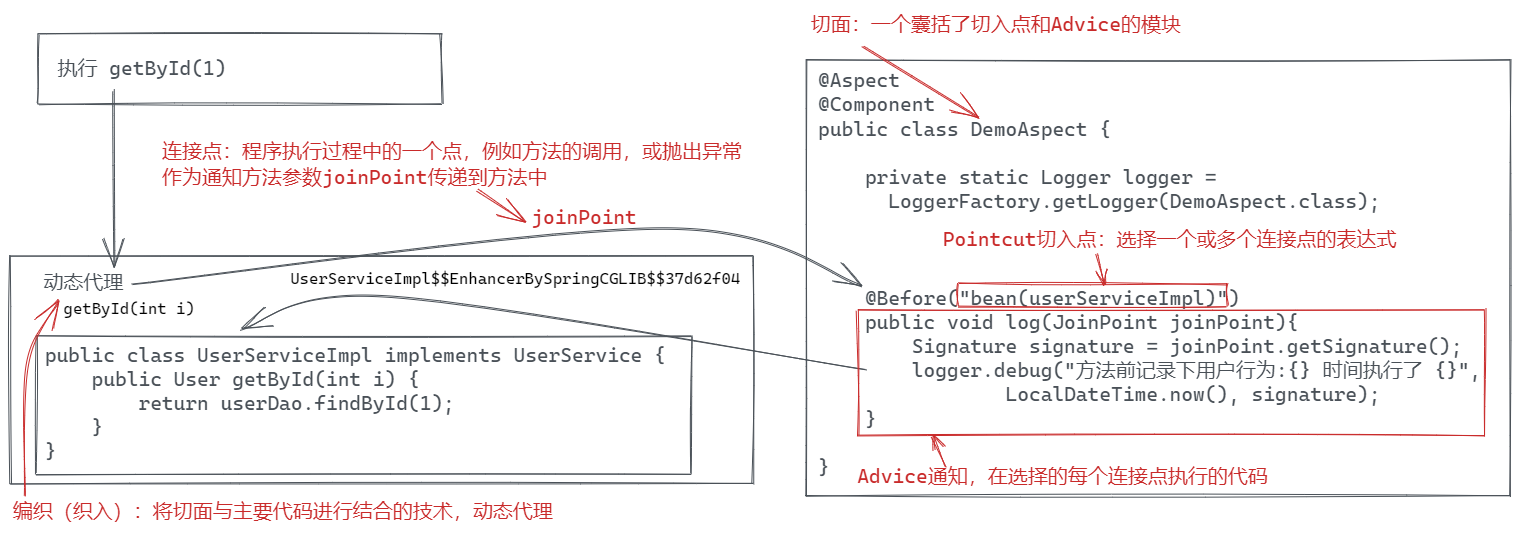 切面：一个囊括了切入点和Advice的模块
执行 getById(1)
@Aspect
@Component
public class DemoAspect {
连接点：程序执行过程中的一个点，例如方法的调用，或抛出异常
作为通知方法参数joinPoint传递到方法中
joinPoint
private static Logger logger =
LoggerFactory.getLogger(DemoAspect.class);
Pointcut切入点：选择一个或多个连接点的表达式
动态代理
UserServiceImpl$$EnhancerBySpringCGLIB$$37d62f04
getById(int i)
@Before("bean(userServiceImpl)")
public void log(JoinPoint joinPoint){
Signature signature = joinPoint.getSignature();
logger.debug("方法前记录下用户行为:{} 时间执行了 {}",
LocalDateTime.now(), signature);
}
}
public class UserServiceImpl implements UserService {
public User getById(int i) {
return userDao.findById(1);
}
}
Advice通知，在选择的每个连接点执行的代码
编织（织入）：将切面与主要代码进行结合的技术，动态代理